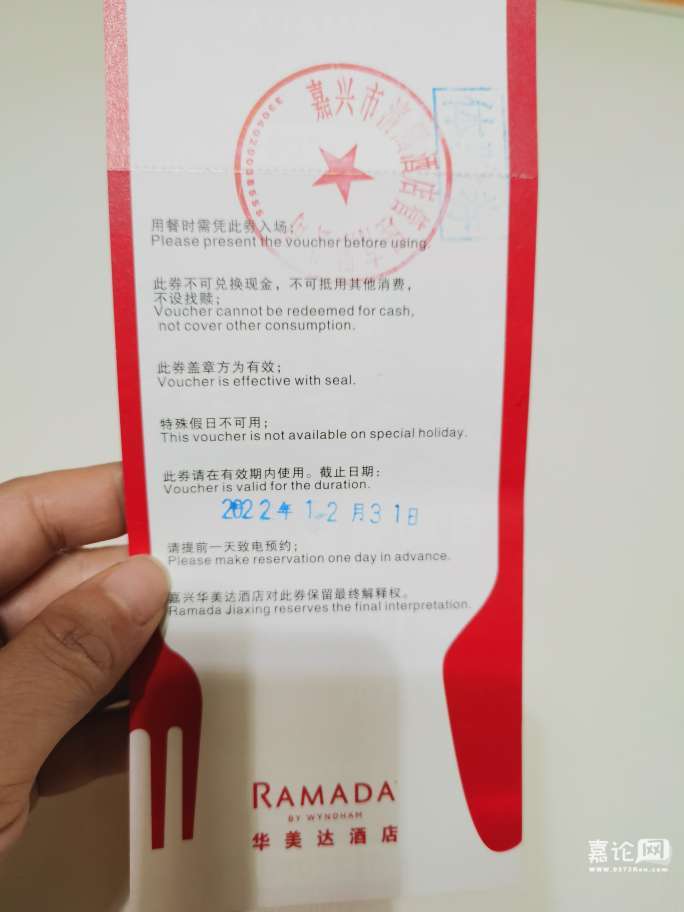 嘉兴市
3304020038555
用餐时需凭此券入场；
Please present the voucher before using.
此券不可兑换现金，不可抵用其他消费，
不设找赎；
Voucher cannot be redeemed for cash,
not cover other consumption.
此券盖章方为有效；
Voucher is effective with seal.
特殊假日不可用；
This voucher is not available on special holiday.
此券请在有效期内使用。截止日期：
Voucher is valid for the duration.
2022年12月31日
请提前一天致电预约；
Please make reservation one day in advance.
嘉兴华美达酒店对此券保留最终解释权。
Ramada Jiaxing reserves the final interpretation.
RAMADA
BY WYNDHAM
华美达酒店
嘉论网
www.0573ren.com